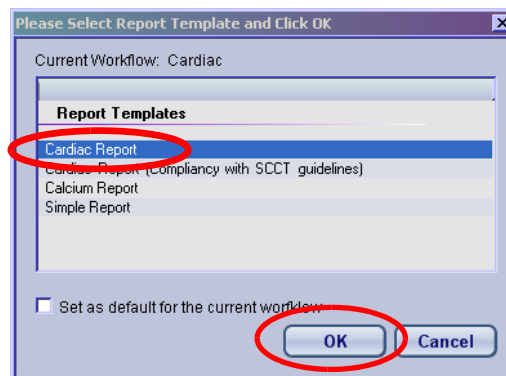 Please Select Report Template and Click OK
Current Workflow: Cardiac
Report Templates
Cardiac Report
Cardiac Report (Compliancy with SCCT guidelines)
Calcium Report
Simple Report
Set as default for the current workflow
OK Cancel